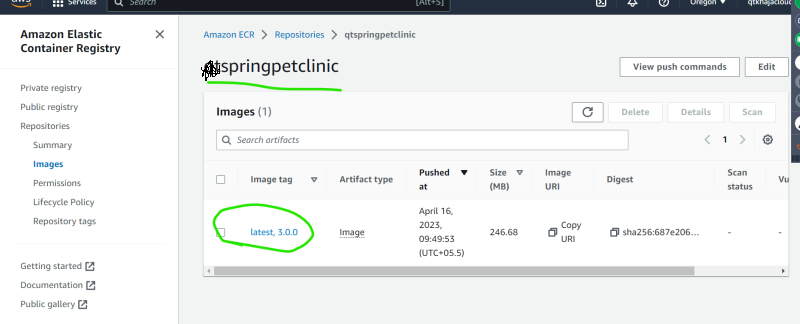 aws
Services
Search
[Alt+S]
Oregon
qtkhajacloud
Amazon Elastic
Container Registry
Private registry
Public registry
Repositories
Summary
Images
Permissions
Lifecycle Policy
Repository tags
Getting started
Documentation
Public gallery
Amazon ECR > Repositories > qtspringpetclinic
qtspringpetclinic
View push commands
Edit
Images (1)
Delete
Details
Scan
Search artifacts
1
Image tag
Artifact type
Pushed
at
Size
(MB)
Image
URI
Digest
Scan
status
Vu
latest, 3.0.0
Image
April 16,
2023,
09:49:53
(UTC+05.5)
246.68
Copy
URI
sha256:687e206...
-
-